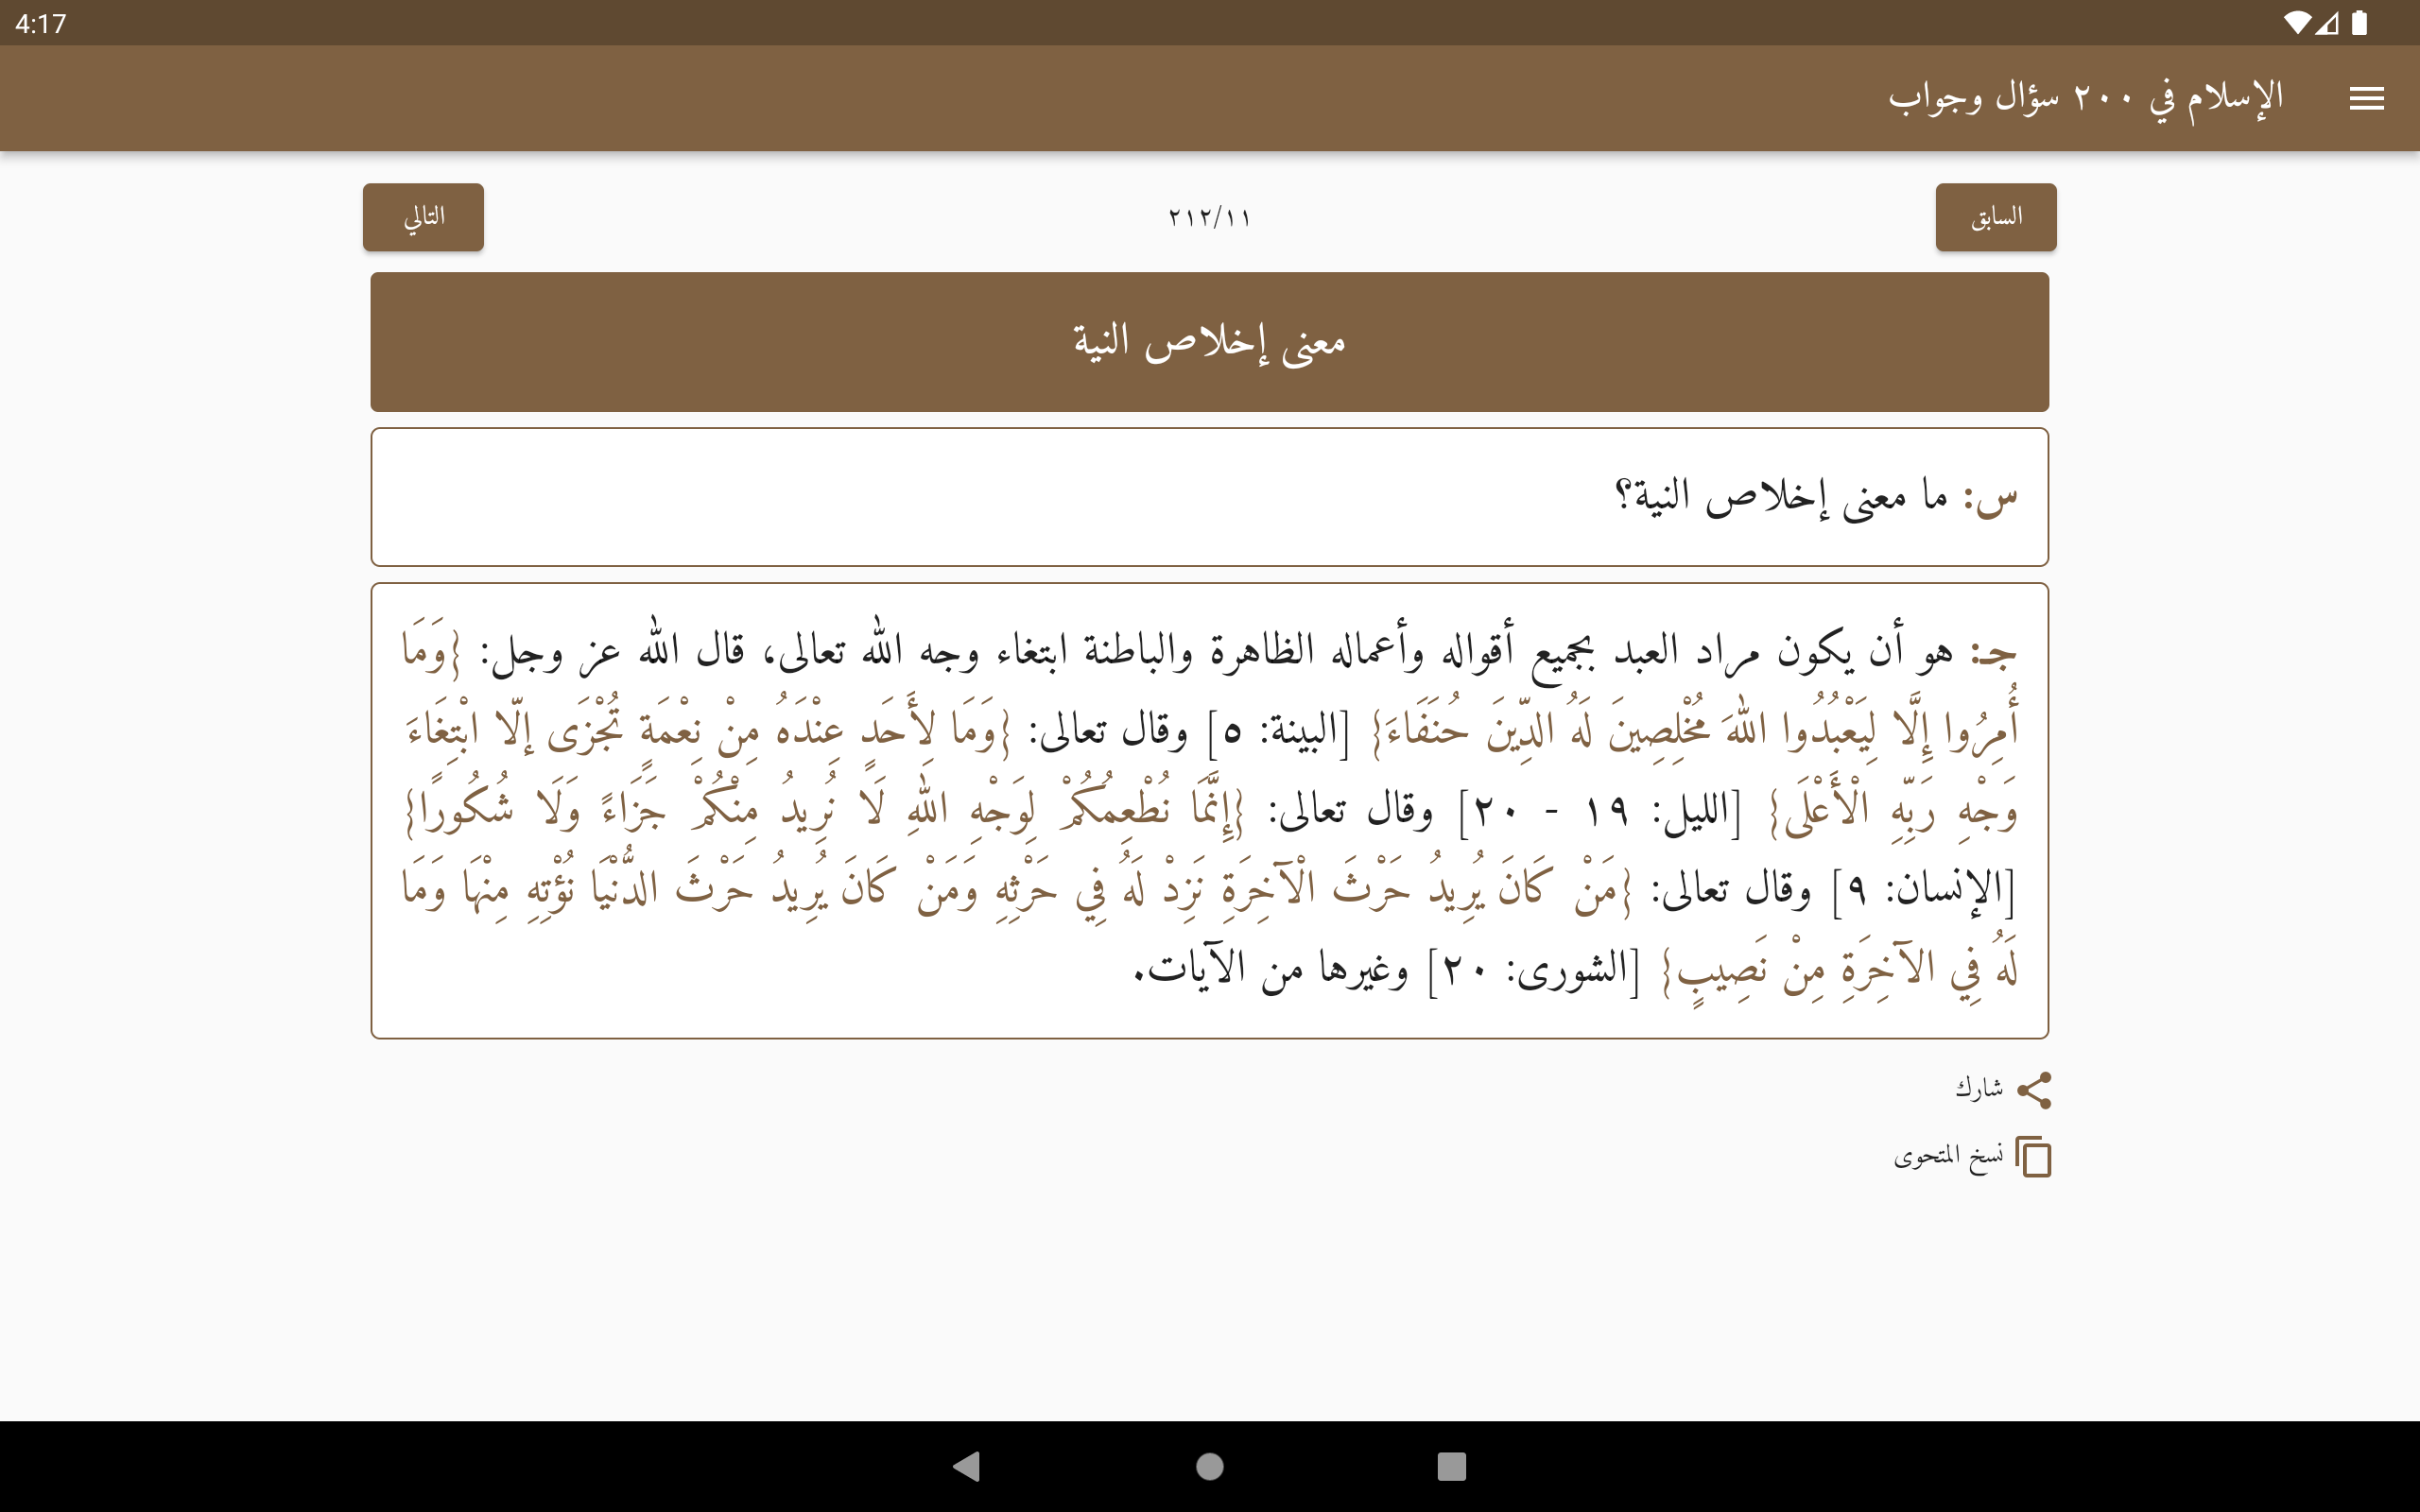 4:17
الإسلام في ٢٠٠ سؤال وجواب
السابق
٢١٢/١١
التالي
معنى إخلاص النية
س: ما معنى إخلاص النية؟
جـ: هو أن يكون مراد العبد بجميع أقواله وأعماله الظاهرة والباطنة ابتغاء وجه الله تعالى، قال الله عز وجل: {وَمَا
أُمِرُوا إِلَّا لِيَعْبُدُوا اللهَ مُخْلِصِينَ لَهُ الدِّينَ حُنَفَاءَ} [البينة: ٥] وقال تعالى: {وَمَا لِأَحَدٍ عِنْدَهُ مِنْ نِعْمَةٍ تُجْزَى إِلّا ابْتِغَاءَ
وَجْهِ رَبِّهِ الْأَعْلَى} [الليل: ١٩ - ٢٠] وقال تعالى: {إِنَّمَا نُطْعِمُكُمْ لِوَجْهِ اللهِ لَا نُرِيدُ مِنْكُمْ جَزَاءً وَلَا شُكُورًا}
[الإنسان: ٩] وقال تعالى: {مَنْ كَانَ يُرِيدُ حَرْثَ الْآخِرَةِ نَزِدْ لَهُ فِي حَرْثِهِ وَمَنْ كَانَ يُرِيدُ حَرْثَ الدُّنْيَا نُؤْتِهِ مِنْهَا وَمَا
لَهُ فِي الآخِرَةِ مِنْ نَصِيبٍ} [الشورى: ٢٠] وغيرها من الآيات.
شارك
نسخ المتحوى